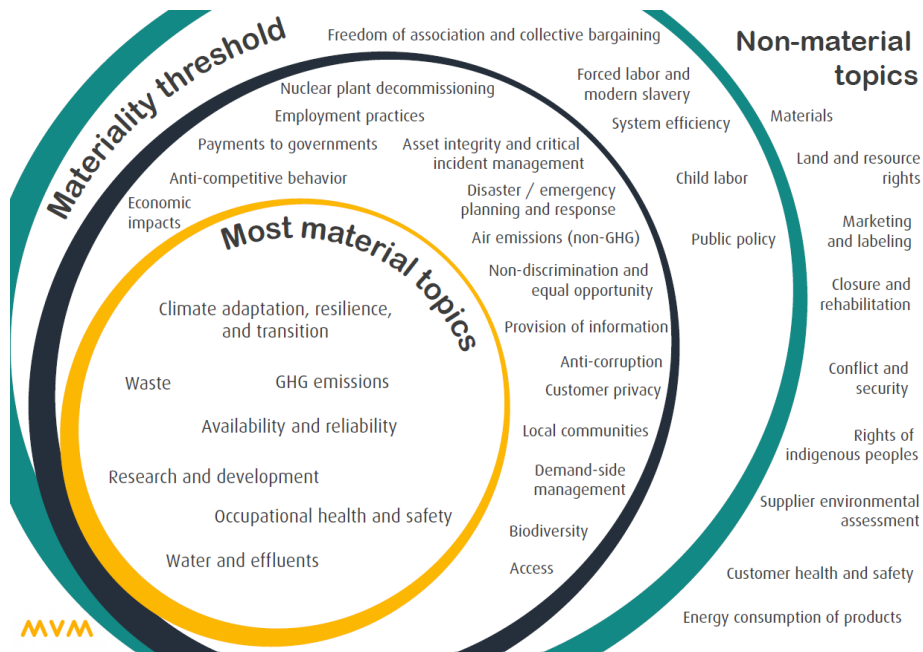 Materiality threshold
Freedom of association and collective bargaining
Non-material
topics
Nuclear plant decommissioning
Forced labor and
modern slavery
Employment practices
System efficiency
Materials
Payments to governments
Asset integrity and critical
incident management
Land and resource
rights
Anti-competitive behavior
Child labor
Disaster / emergency
planning and response
Economic
impacts
Most material topics
Air emissions (non-GHG)
Public policy
Marketing
and labeling
Non-discrimination and
equal opportunity
Closure and
rehabilitation
Climate adaptation, resilience,
and transition
Provision of information
Anti-corruption
Conflict and
security
Waste
GHG emissions
Customer privacy
Availability and reliability
Local communities
Rights of
indigenous peoples
Research and development
Demand-side
management
Supplier environmental
assessment
Occupational health and safety
Biodiversity
Water and effluents
Access
Customer health and safety
Energy consumption of products
MVM